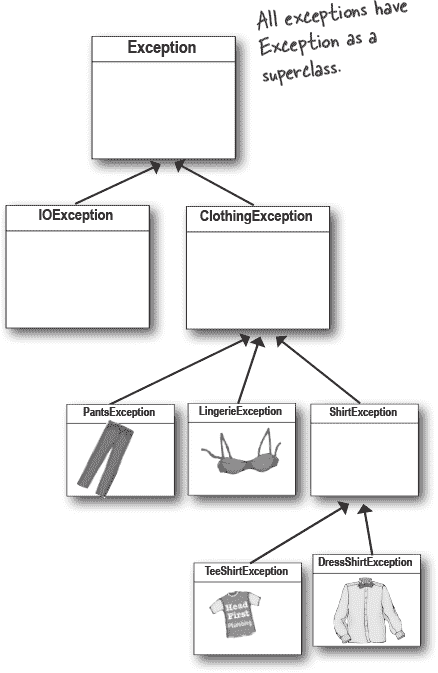 All exceptions have
Exception as a
superclass.
Exception
IOException
ClothingException
PantsException
LingerieException
ShirtException
TeeShirtException
DressShirtException
Head
First
Plumbing